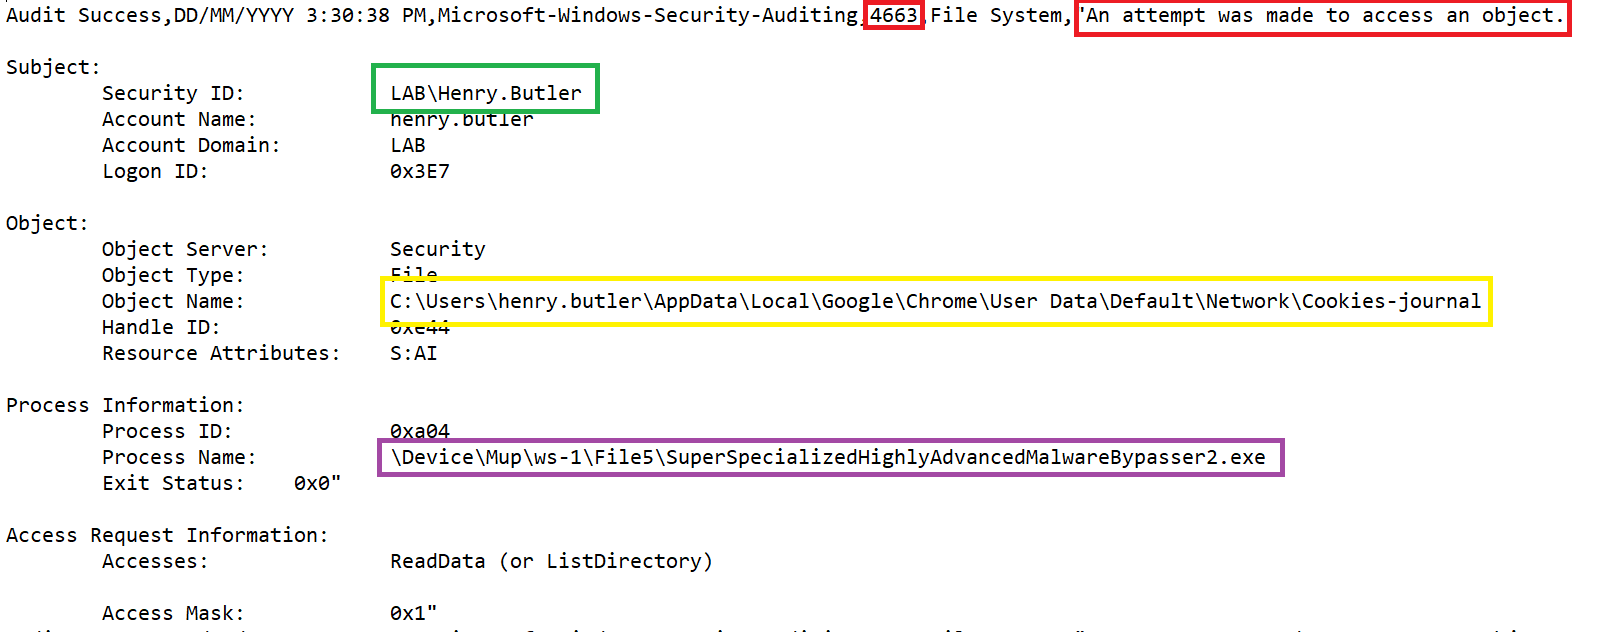 Audit Success,DD/MM/YYYY 3:30:38 PM,Microsoft-Windows-Security-Auditing,4663,File System,"An attempt was made to access an object.
Subject:
Security ID: LAB\Henry.Butler
Account Name: henry.butler
Account Domain: LAB
Logon ID: 0x3E7
Object:
Object Server: Security
Object Type: File
Object Name: C:\Users\henry.butler\AppData\Local\Google\Chrome\User Data\Default\Network\Cookies-journal
Handle ID: 0xe44
Resource Attributes: S:AI
Process Information:
Process ID: 0xa04
Process Name: \Device\Mup\ws-1\File5\SuperSpecializedHighlyAdvancedMalwareBypasser2.exe
Exit Status: 0x0"
Access Request Information:
Accesses: ReadData (or ListDirectory)
Access Mask: 0x1"